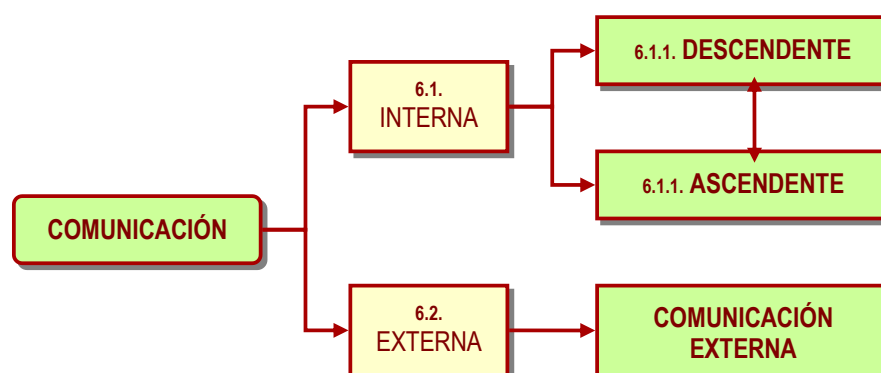 6.1.1. DESCENDENTE
6.1.
INTERNA
6.1.1. ASCENDENTE
COMUNICACIÓN
6.2.
EXTERNA
COMUNICACIÓN
EXTERNA